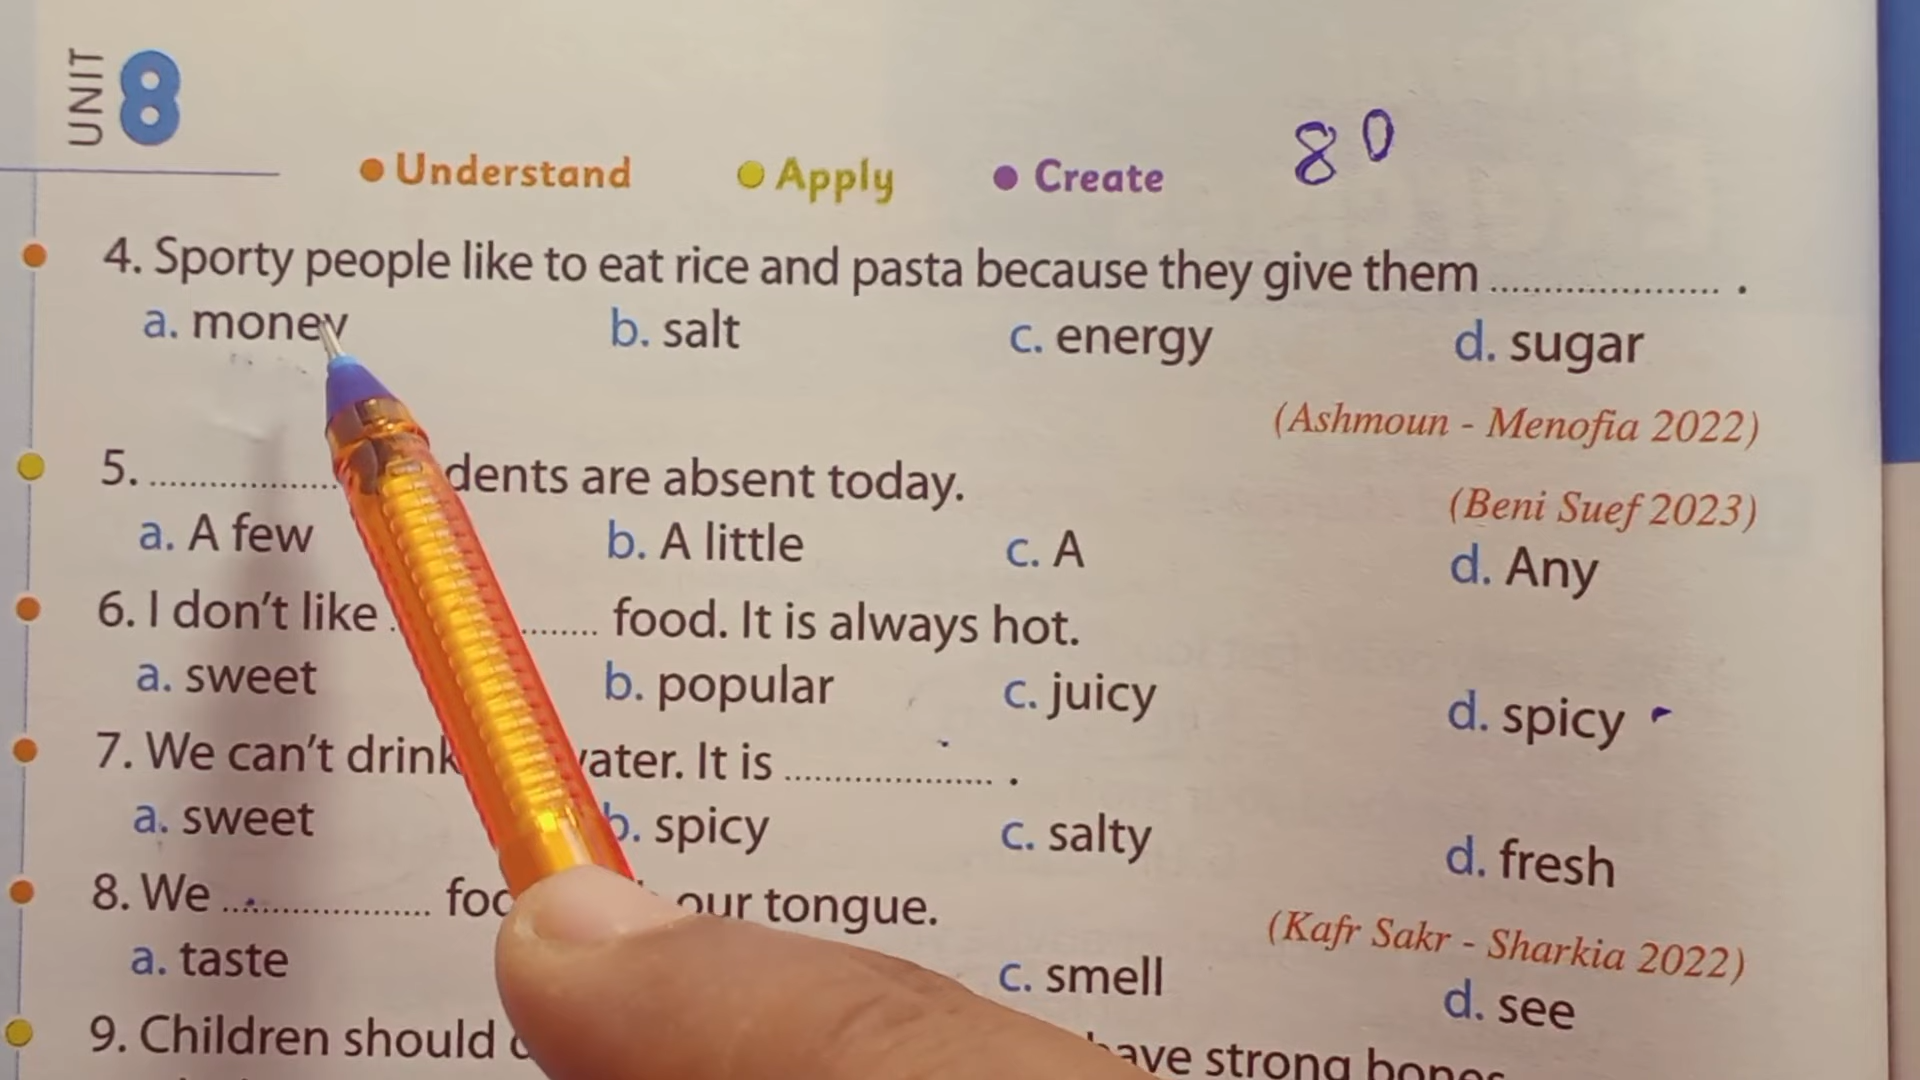 UNIT 8
Understand Apply Create 80
4. Sporty people like to eat rice and pasta because they give them .................... .
a. money b. salt c. energy d. sugar
(Ashmoun - Menofia 2022)
5. .................... are absent today.
(Beni Suef 2023)
a. A few b. A little c. A d. Any
6. I don't like .................... food. It is always hot.
a. sweet b. popular c. juicy d. spicy
7. We can't drink It is .................... .
a. sweet b. spicy c. salty d. fresh
8. We .................... our tongue.
(Kafr Sakr - Sharkia 2022)
a. taste c. smell d. see
9. Children should have strong bones